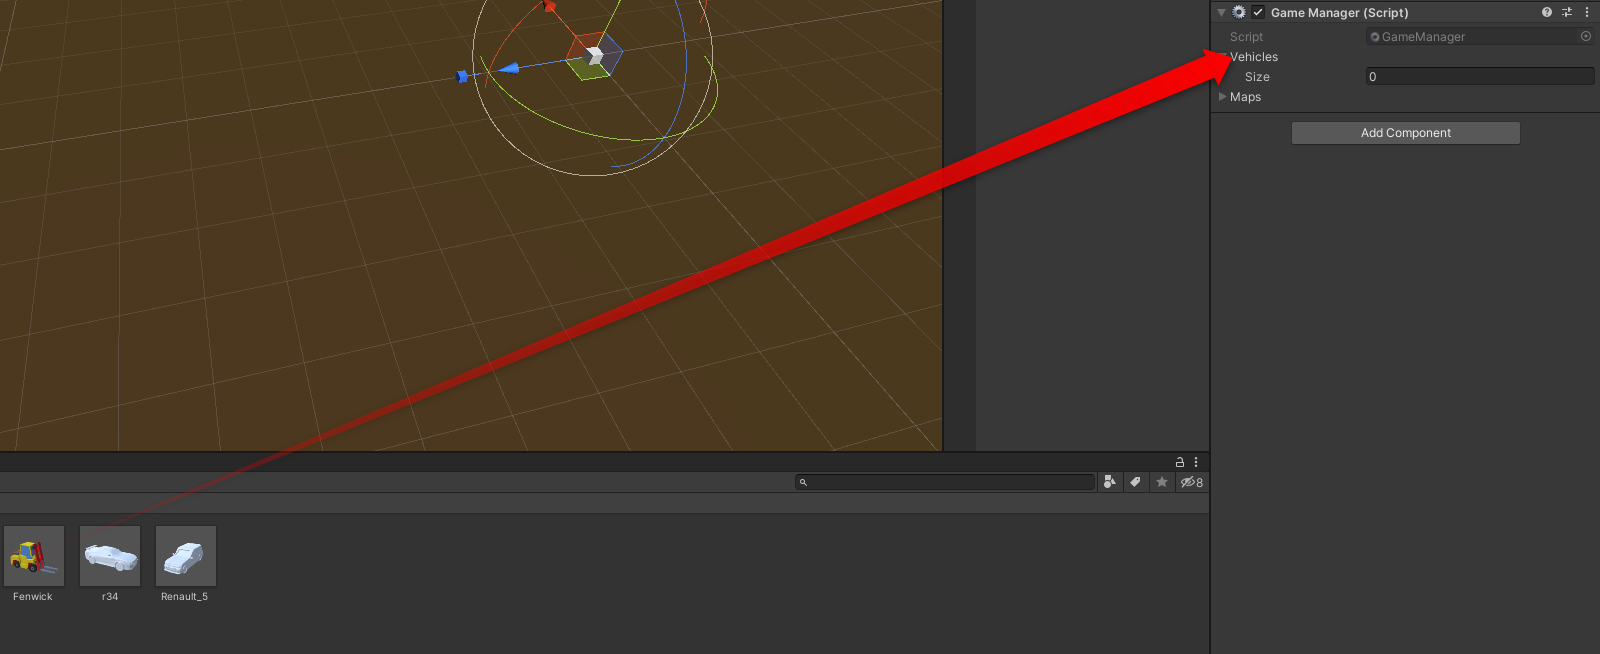 Game Manager (Script)
Script GameManager
Vehicles
Size 0
Maps
Add Component
8
Fenwick r34 Renault_5